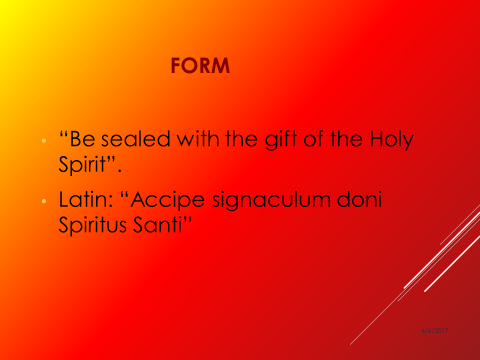 FORM
• “Be sealed with the gift of the Holy
Spirit”.
• Latin: “Accipe signaculum doni
Spiritus Santi”